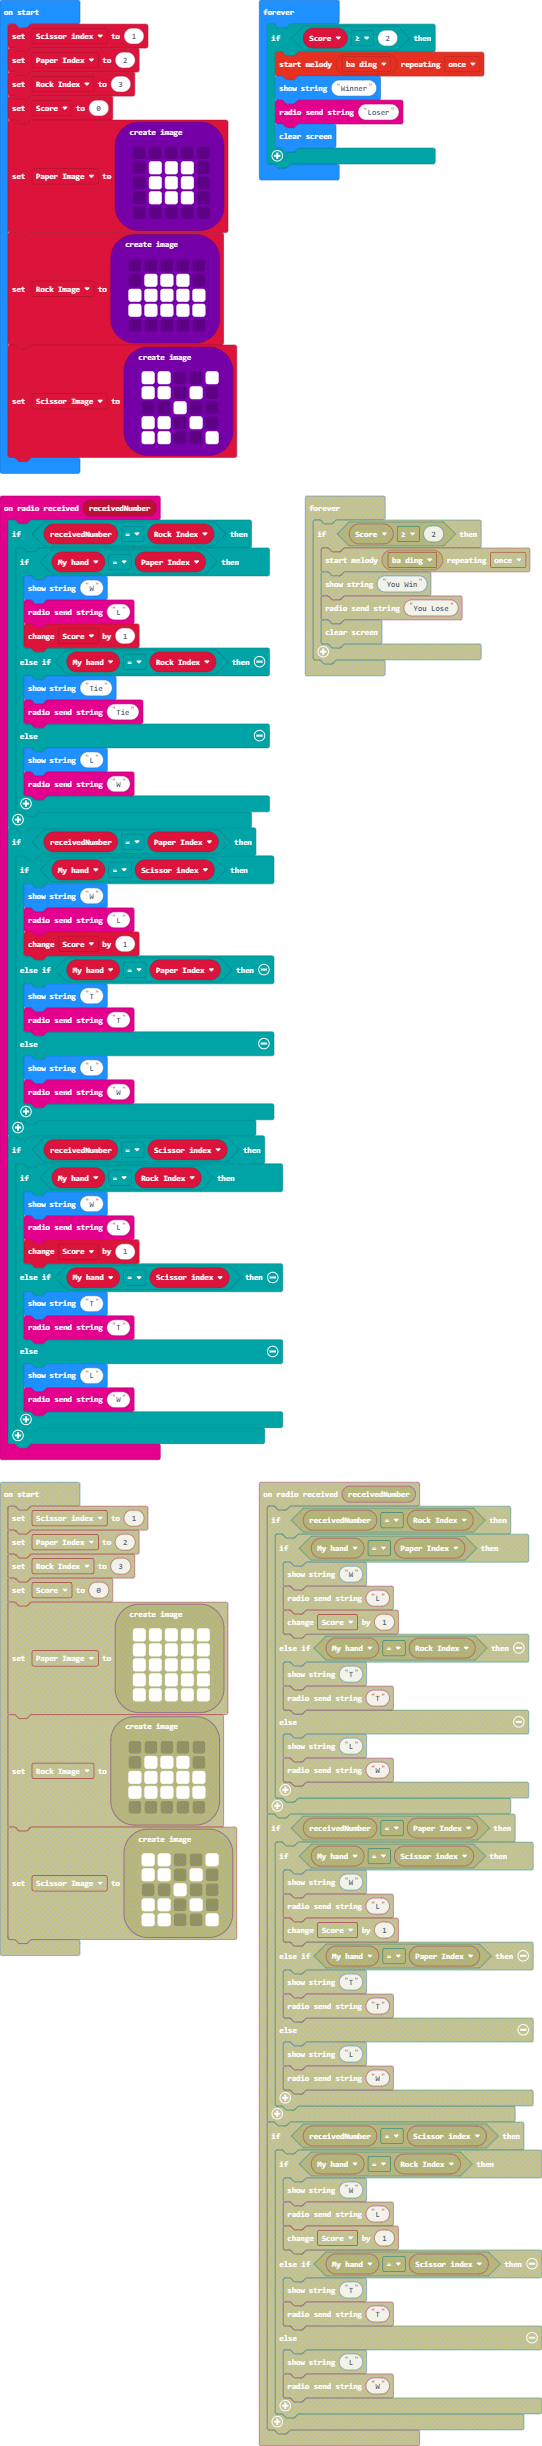 on start
set Scissor index to 1
set Paper Index to 2
set Rock Index to 3
set Score to 0
create image
set Paper Image to
create image
set Rock Image to
create image
set Scissor Image to
forever
if Score ≥ 2 then
start melody ba ding repeating once
show string "Winner"
radio send string "Loser"
clear screen
on radio received receivedNumber
if receivedNumber = Rock Index then
if My hand = Paper Index then
show string "W"
radio send string "L"
change Score by 1
else if My hand = Rock Index then
show string "Tie"
radio send string "Tie"
else
show string "L"
radio send string "W"
if receivedNumber = Paper Index then
if My hand = Scissor index then
show string "W"
radio send string "L"
change Score by 1
else if My hand = Paper Index then
show string "T"
radio send string "T"
else
show string "L"
radio send string "W"
if receivedNumber = Scissor index then
if My hand = Rock Index then
show string "W"
radio send string "L"
change Score by 1
else if My hand = Scissor index then
show string "T"
radio send string "T"
else
show string "L"
radio send string "W"
forever
if Score ≥ 2 then
start melody ba ding repeating once
show string "You Win"
radio send string "You Lose"
clear screen
on start
set Scissor index to 1
set Paper Index to 2
set Rock Index to 3
set Score to 0
create image
set Paper Image to
create image
set Rock Image to
create image
set Scissor Image to
on radio received receivedNumber
if receivedNumber = Rock Index then
if My hand = Paper Index then
show string "W"
radio send string "L"
change Score by 1
else if My hand = Rock Index then
show string "T"
radio send string "T"
else
show string "L"
radio send string "W"
if receivedNumber = Paper Index then
if My hand = Scissor index then
show string "W"
radio send string "L"
change Score by 1
else if My hand = Paper Index then
show string "T"
radio send string "T"
else
show string "L"
radio send string "W"
if receivedNumber = Scissor index then
if My hand = Rock Index then
show string "W"
radio send string "L"
change Score by 1
else if My hand = Scissor index then
show string "T"
radio send string "T"
else
show string "L"
radio send string "W"